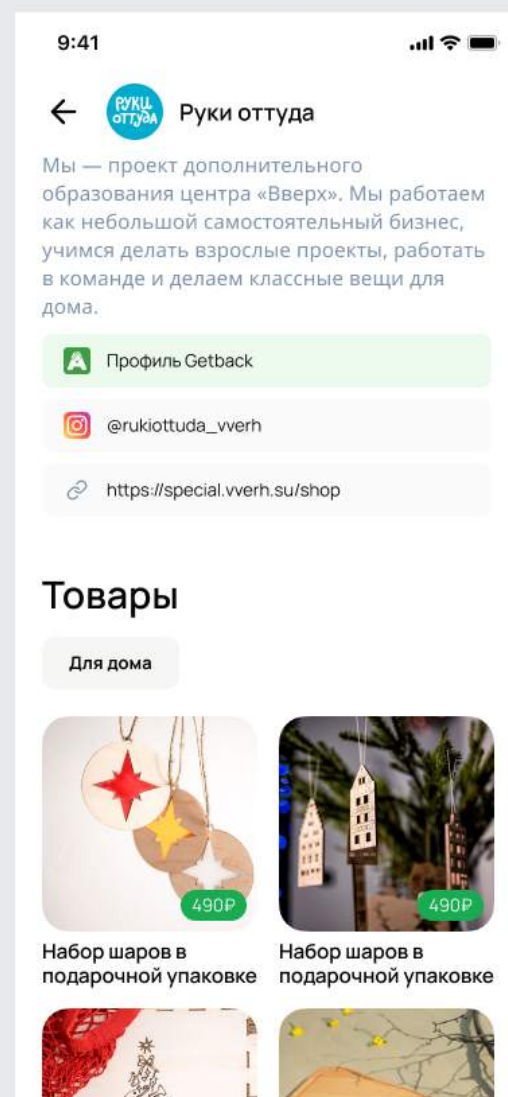 9:41
РУКИ
ОТТУДА
Руки оттуда
Мы — проект дополнительного
образования центра «Вверх». Мы работаем
как небольшой самостоятельный бизнес,
учимся делать взрослые проекты, работать
в команде и делаем классные вещи для
дома.
Профиль Getback
@rukiottuda_vverh
https://special.vverh.su/shop
Товары
Для дома
490₽
490₽
Набор шаров в
подарочной упаковке
Набор шаров в
подарочной упаковке